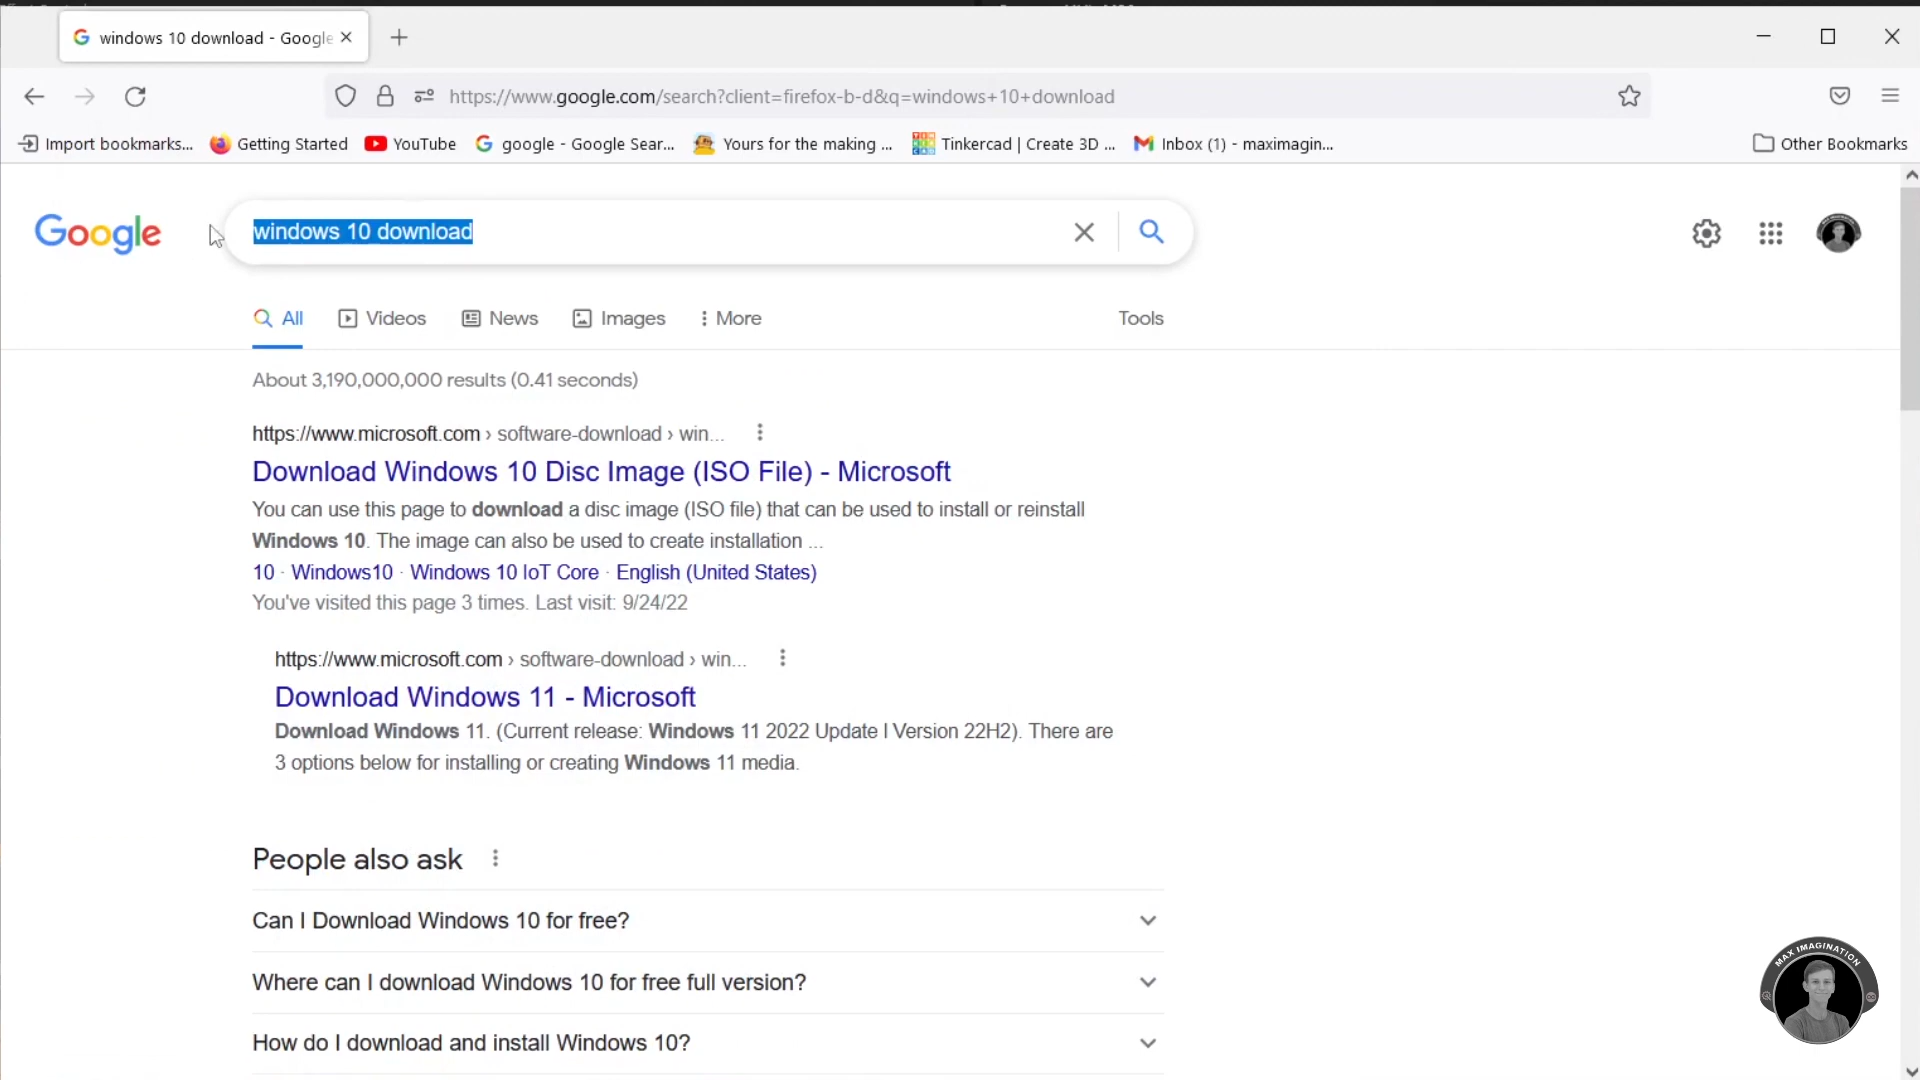 windows 10 download - Google
https://www.google.com/search?client=firefox-b-d&q=windows+10+download
Import bookmarks... Getting Started YouTube google - Google Sear... Yours for the making ... Tinkercad | Create 3D ... Inbox (1) - maximagin... Other Bookmarks
Google windows 10 download
All Videos News Images More Tools
About 3,190,000,000 results (0.41 seconds)
https://www.microsoft.com › software-download › win...
Download Windows 10 Disc Image (ISO File) - Microsoft
You can use this page to download a disc image (ISO file) that can be used to install or reinstall
Windows 10. The image can also be used to create installation ...
10 · Windows10 · Windows 10 IoT Core · English (United States)
You've visited this page 3 times. Last visit: 9/24/22
https://www.microsoft.com › software-download › win...
Download Windows 11 - Microsoft
Download Windows 11. (Current release: Windows 11 2022 Update l Version 22H2). There are
3 options below for installing or creating Windows 11 media.
People also ask
Can I Download Windows 10 for free?
Where can I download Windows 10 for free full version?
How do I download and install Windows 10?
MAX IMAGINATION